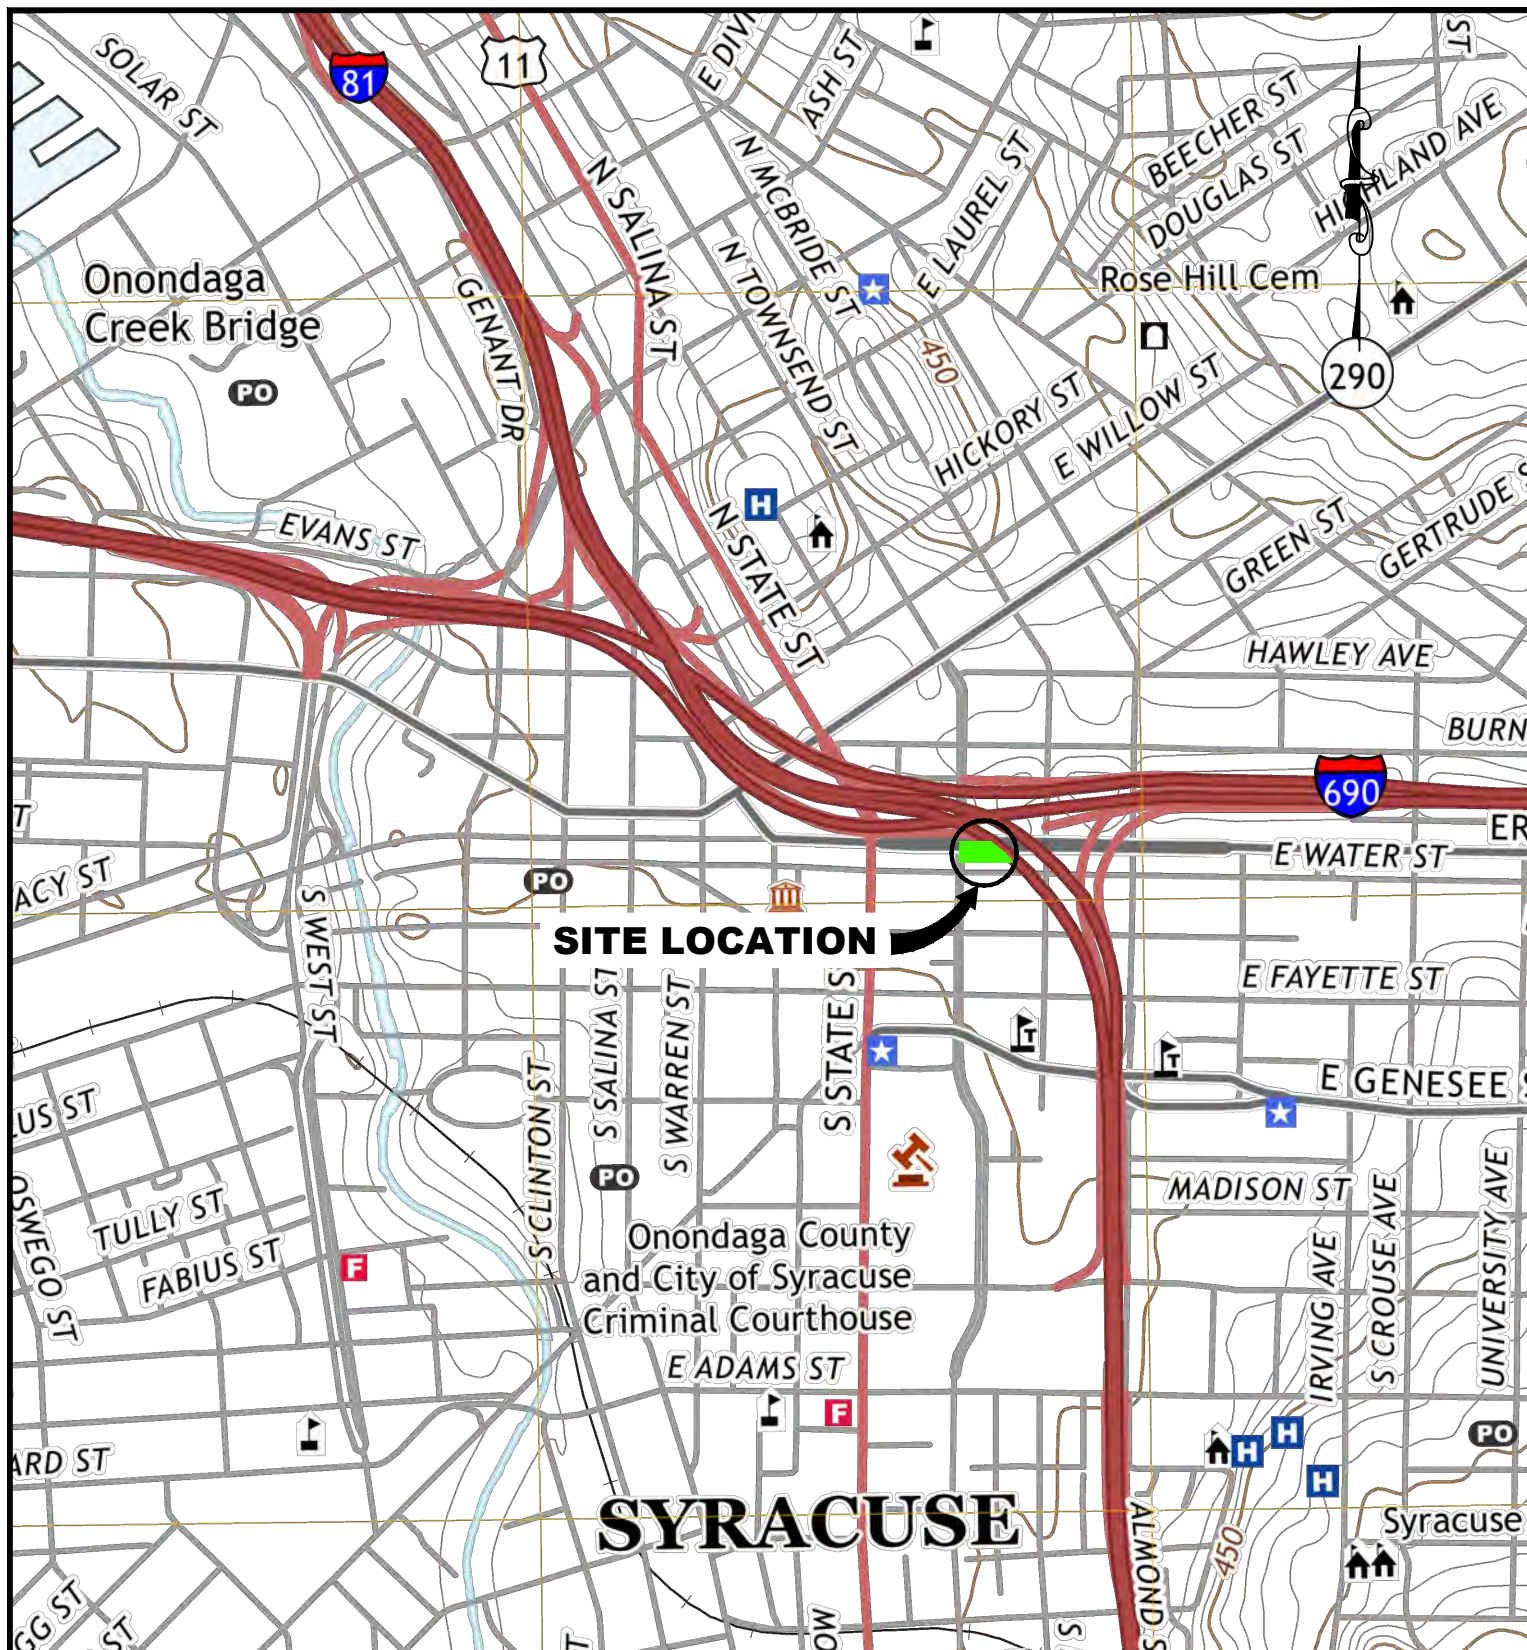 SOLAR ST
81
11
E DIVI
ASH ST
ST
BEECHER ST
DOUGLAS ST
HIGHLAND AVE
N SALINA ST
N MCBRIDE ST
E LAUREL ST
N TOWNSEND ST
Onondaga
Creek Bridge
GENANT DR
Rose Hill Cem
PO
450
290
HICKORY ST
E WILLOW ST
H
N STATE ST
EVANS ST
GREEN ST
GERTRUDE S
HAWLEY AVE
BURN
690
T
ER
E WATER ST
ACY ST
PO
S WEST ST
SITE LOCATION
E FAYETTE ST
S SALINA ST
S WARREN ST
S STATE S
T
T
E GENESEE S
LUS ST
S CLINTON ST
PO
MADISON ST
OSWEGO ST
TULLY ST
FABIUS ST
F
Onondaga County
and City of Syracuse
Criminal Courthouse
IRVING AVE
S CROUSE AVE
UNIVERSITY AVE
E ADAMS ST
F
H
H
H
PO
ARD ST
SYRACUSE
ALMOND S
450
Syracuse
GG ST
ST
T
OW
S